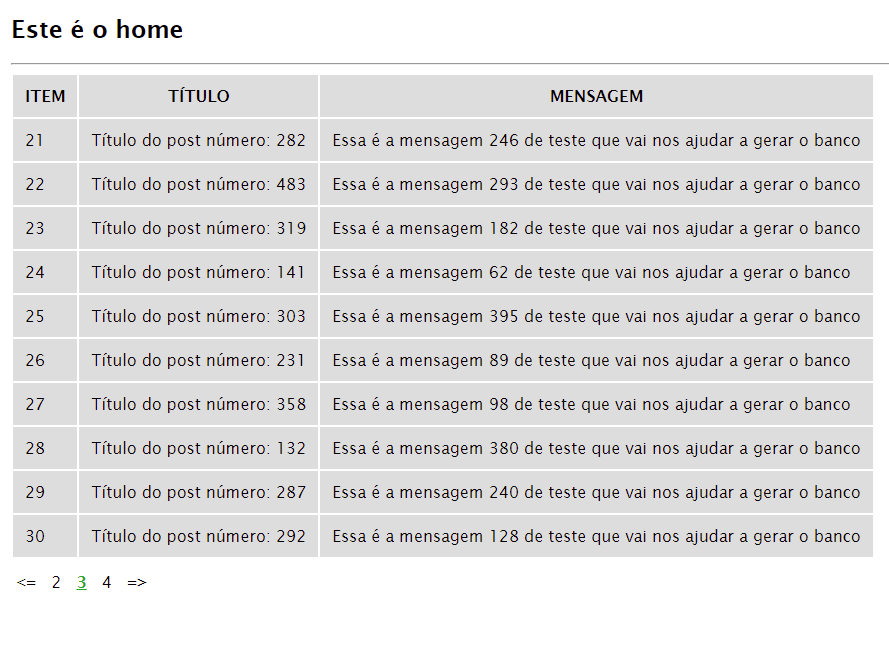 Este é o home
ITEM TÍTULO MENSAGEM
21 Título do post número: 282 Essa é a mensagem 246 de teste que vai nos ajudar a gerar o banco
22 Título do post número: 483 Essa é a mensagem 293 de teste que vai nos ajudar a gerar o banco
23 Título do post número: 319 Essa é a mensagem 182 de teste que vai nos ajudar a gerar o banco
24 Título do post número: 141 Essa é a mensagem 62 de teste que vai nos ajudar a gerar o banco
25 Título do post número: 303 Essa é a mensagem 395 de teste que vai nos ajudar a gerar o banco
26 Título do post número: 231 Essa é a mensagem 89 de teste que vai nos ajudar a gerar o banco
27 Título do post número: 358 Essa é a mensagem 98 de teste que vai nos ajudar a gerar o banco
28 Título do post número: 132 Essa é a mensagem 380 de teste que vai nos ajudar a gerar o banco
29 Título do post número: 287 Essa é a mensagem 240 de teste que vai nos ajudar a gerar o banco
30 Título do post número: 292 Essa é a mensagem 128 de teste que vai nos ajudar a gerar o banco
<= 2 3 4 =>